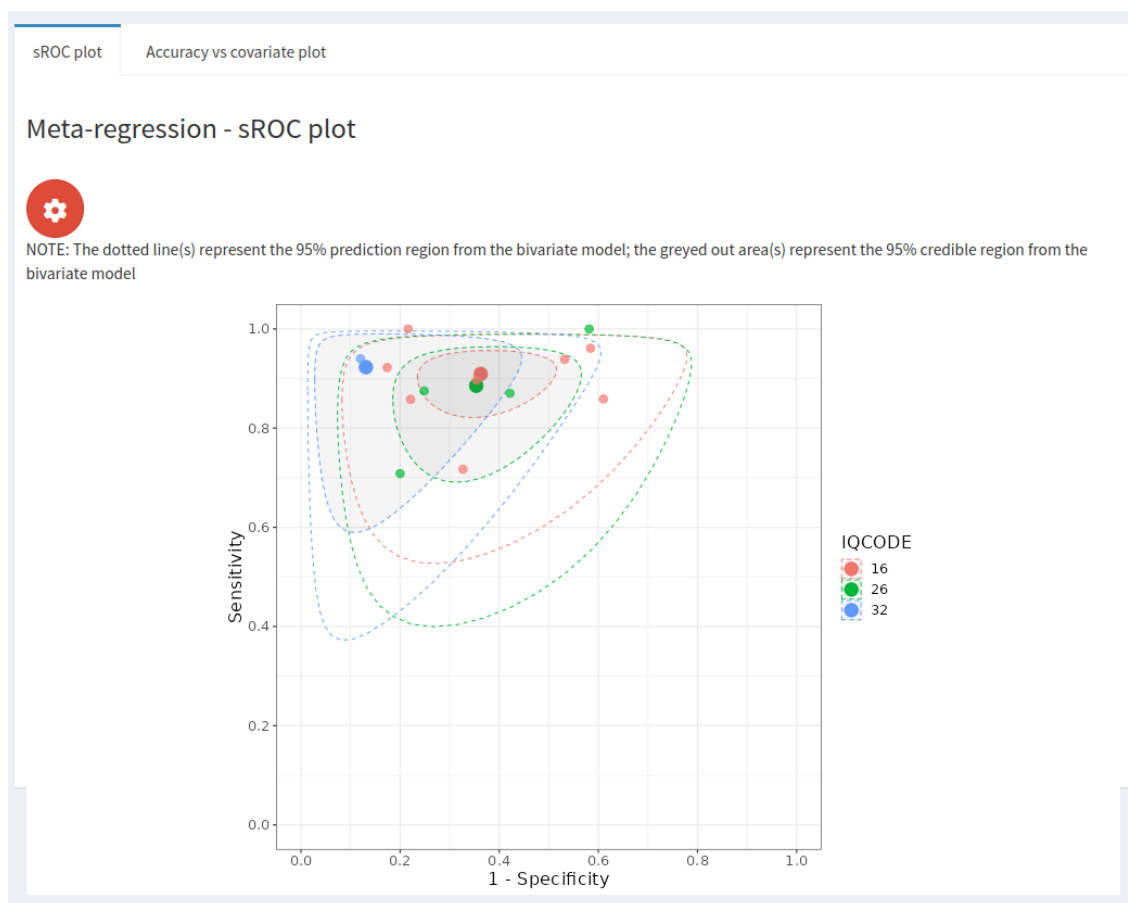 sROC plot
Accuracy vs covariate plot
Meta-regression - sROC plot
NOTE: The dotted line(s) represent the 95% prediction region from the bivariate model; the greyed out area(s) represent the 95% credible region from the
bivariate model
1.0
0.8
0.6
0.4
0.2
0.0
Sensitivity
0.0
0.2
0.4
0.6
0.8
1.0
1 - Specificity
IQCODE
16
26
32